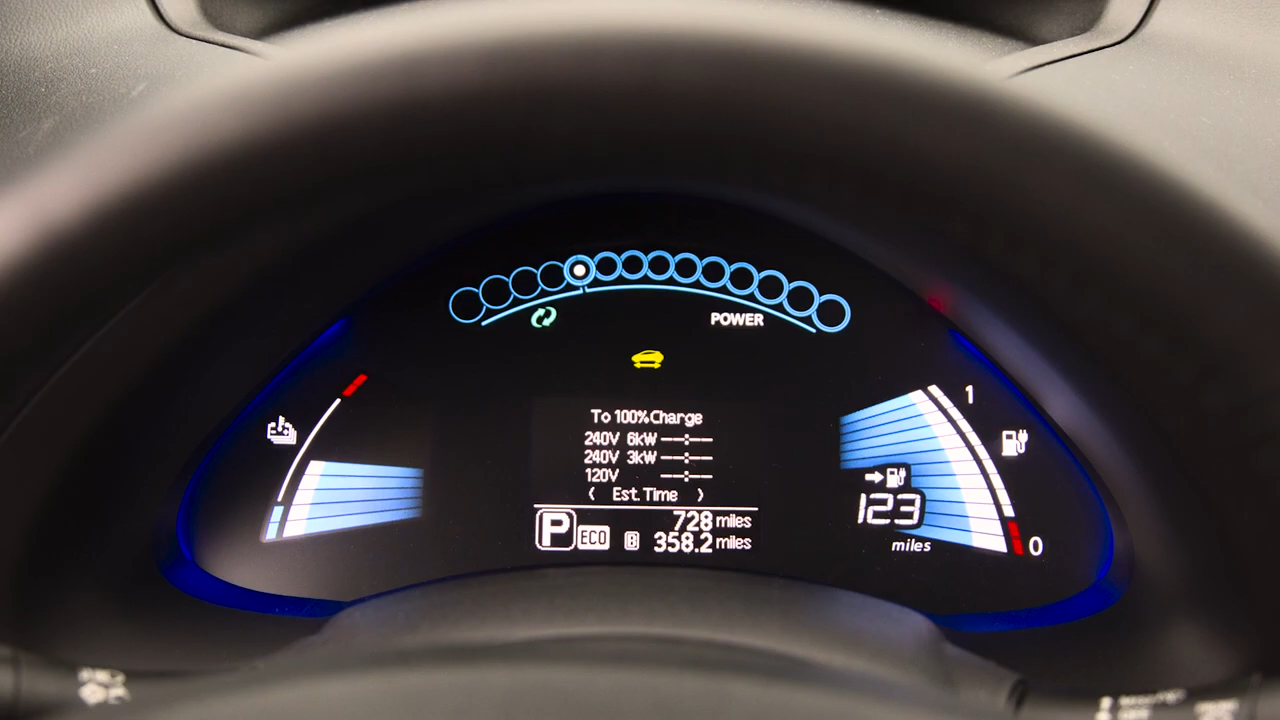 POWER
To 100% Charge
240V 6kW --:--
240V 3kW --:--
120V --:--
〈 Est. Time 〉
P ECO 728 miles
B 358.2 miles
1
123
miles
0